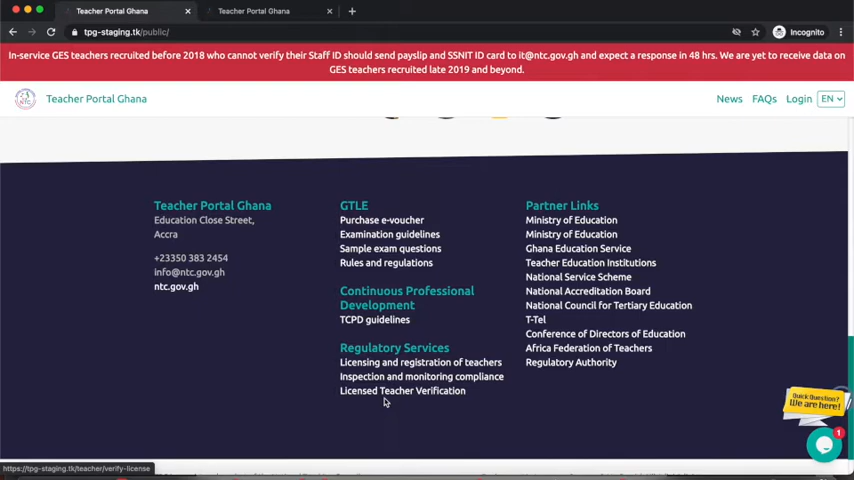 Teacher Portal Ghana
Teacher Portal Ghana
tpg-staging.tk/public/
Incognito
In-service GES teachers recruited before 2018 who cannot verify their Staff ID should send payslip and SSNIT ID card to it@ntc.gov.gh and expect a response in 48 hrs. We are yet to receive data on
GES teachers recruited late 2019 and beyond.
NTC
Teacher Portal Ghana
News FAQs Login EN
Teacher Portal Ghana
Education Close Street,
Accra
+23350 383 2454
info@ntc.gov.gh
ntc.gov.gh
GTLE
Purchase e-voucher
Examination guidelines
Sample exam questions
Rules and regulations
Continuous Professional
Development
TCPD guidelines
Regulatory Services
Licensing and registration of teachers
Inspection and monitoring compliance
Licensed Teacher Verification
Partner Links
Ministry of Education
Ministry of Education
Ghana Education Service
Teacher Education Institutions
National Service Scheme
National Accreditation Board
National Council for Tertiary Education
T-Tel
Conference of Directors of Education
Africa Federation of Teachers
Regulatory Authority
Quick Question?
We are here!
1
https://tpg-staging.tk/teacher/verify-license